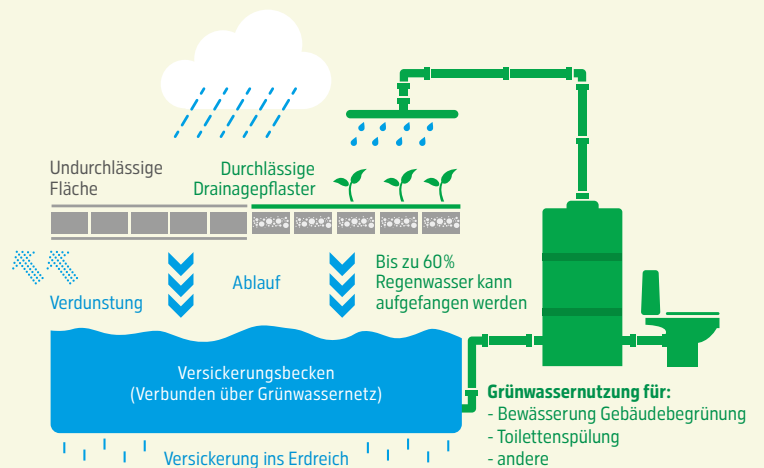 Undurchlässige
Fläche
Durchlässige
Drainagepflaster
Verdunstung
Ablauf
Bis zu 60%
Regenwasser kann
aufgefangen werden
Versickerungsbecken
(Verbunden über Grünwassernetz)
Versickerung ins Erdreich
Grünwassernutzung für:
- Bewässerung Gebäudebegrünung
- Toilettenspülung
- andere